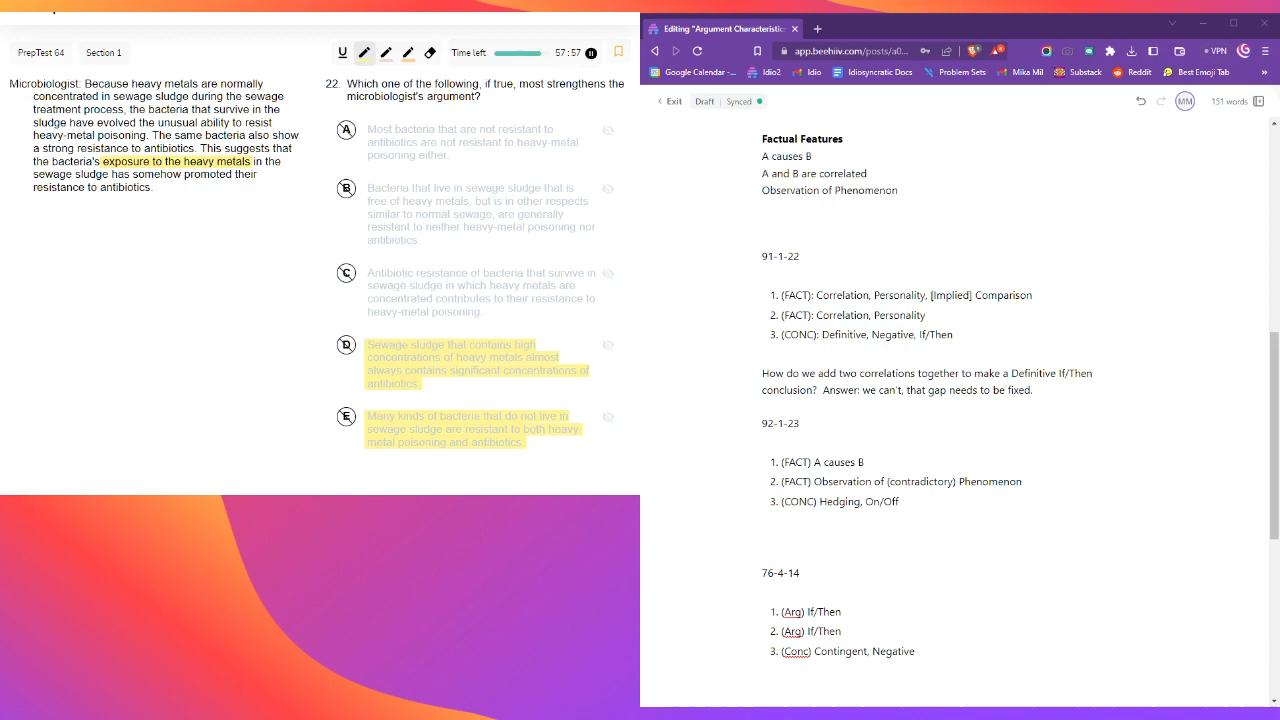 PrepTest 64
Section 1
Time left
57:57
Microbiologist: Because heavy metals are normally
concentrated in sewage sludge during the sewage
treatment process, the bacteria that survive in the
sludge have evolved the unusual ability to resist
heavy-metal poisoning. The same bacteria also show
a strong resistance to antibiotics. This suggests that
the bacteria's exposure to the heavy metals in the
sewage sludge has somehow promoted their
resistance to antibiotics.
22. Which one of the following, if true, most strengthens the
microbiologist's argument?
A
Most bacteria that are not resistant to
antibiotics are not resistant to heavy-metal
poisoning either.
B
Bacteria that live in sewage sludge that is
free of heavy metals, but is in other respects
similar to normal sewage, are generally
resistant to neither heavy-metal poisoning nor
antibiotics.
C
Antibiotic resistance of bacteria that survive in
sewage sludge in which heavy metals are
concentrated contributes to their resistance to
heavy-metal poisoning.
D
Sewage sludge that contains high
concentrations of heavy metals almost
always contains significant concentrations of
antibiotics.
E
Many kinds of bacteria that do not live in
sewage sludge are resistant to both heavy-
metal poisoning and antibiotics.
Editing "Argument Characteristic
app.beehiiv.com/posts/a0...
VPN
Google Calendar -...
Idio2
Idio
Idiosyncratic Docs
Problem Sets
Mika Mil
Substack
Reddit
Best Emoji Tab
»
Exit
Draft
Synced
MM
151 words
Factual Features
A causes B
A and B are correlated
Observation of Phenomenon
91-1-22
1. (FACT): Correlation, Personality, [Implied] Comparison
2. (FACT): Correlation, Personality
3. (CONC): Definitive, Negative, If/Then
How do we add two correlations together to make a Definitive If/Then
conclusion? Answer: we can't, that gap needs to be fixed.
92-1-23
1. (FACT) A causes B
2. (FACT) Observation of (contradictory) Phenomenon
3. (CONC) Hedging, On/Off
76-4-14
1. (Arg) If/Then
2. (Arg) If/Then
3. (Conc) Contingent, Negative